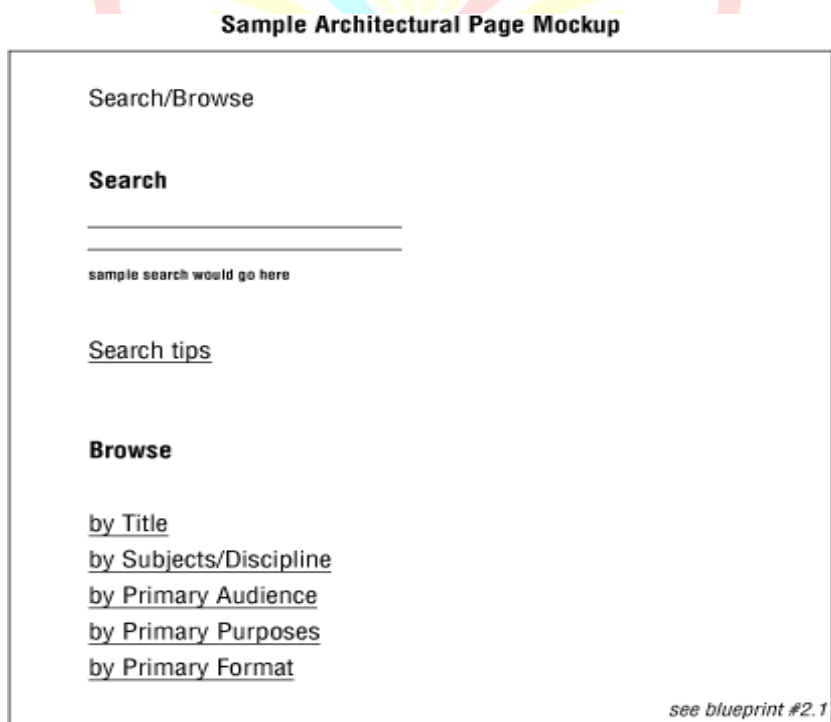 Sample Architectural Page Mockup
Search/Browse
Search
sample search would go here
Search tips
Browse
by Title
by Subjects/Discipline
by Primary Audience
by Primary Purposes
by Primary Format
see blueprint #2.1